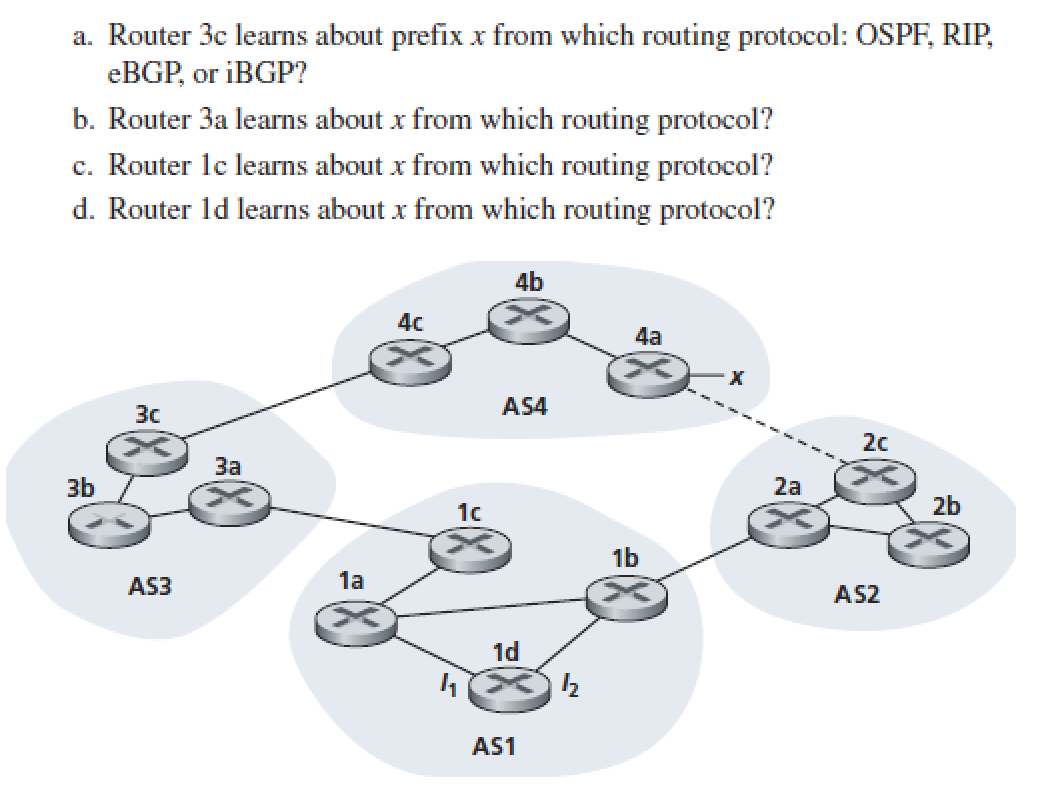 a. Router 3c learns about prefix x from which routing protocol: OSPF, RIP,
eBGP, or iBGP?
b. Router 3a learns about x from which routing protocol?
c. Router 1c learns about x from which routing protocol?
d. Router 1d learns about x from which routing protocol?
4b
4c
4a
x
AS4
3c
3a
3b
AS3
2c
2a
2b
AS2
1c
1b
1a
1d
I1
I2
AS1